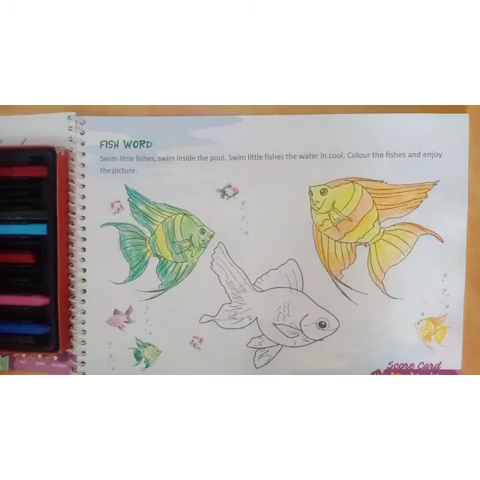 FISH WORD
Swim little fishes, swim inside the pool. Swim little fishes the water in cool. Colour the fishes and enjoy
the picture.
Score Card